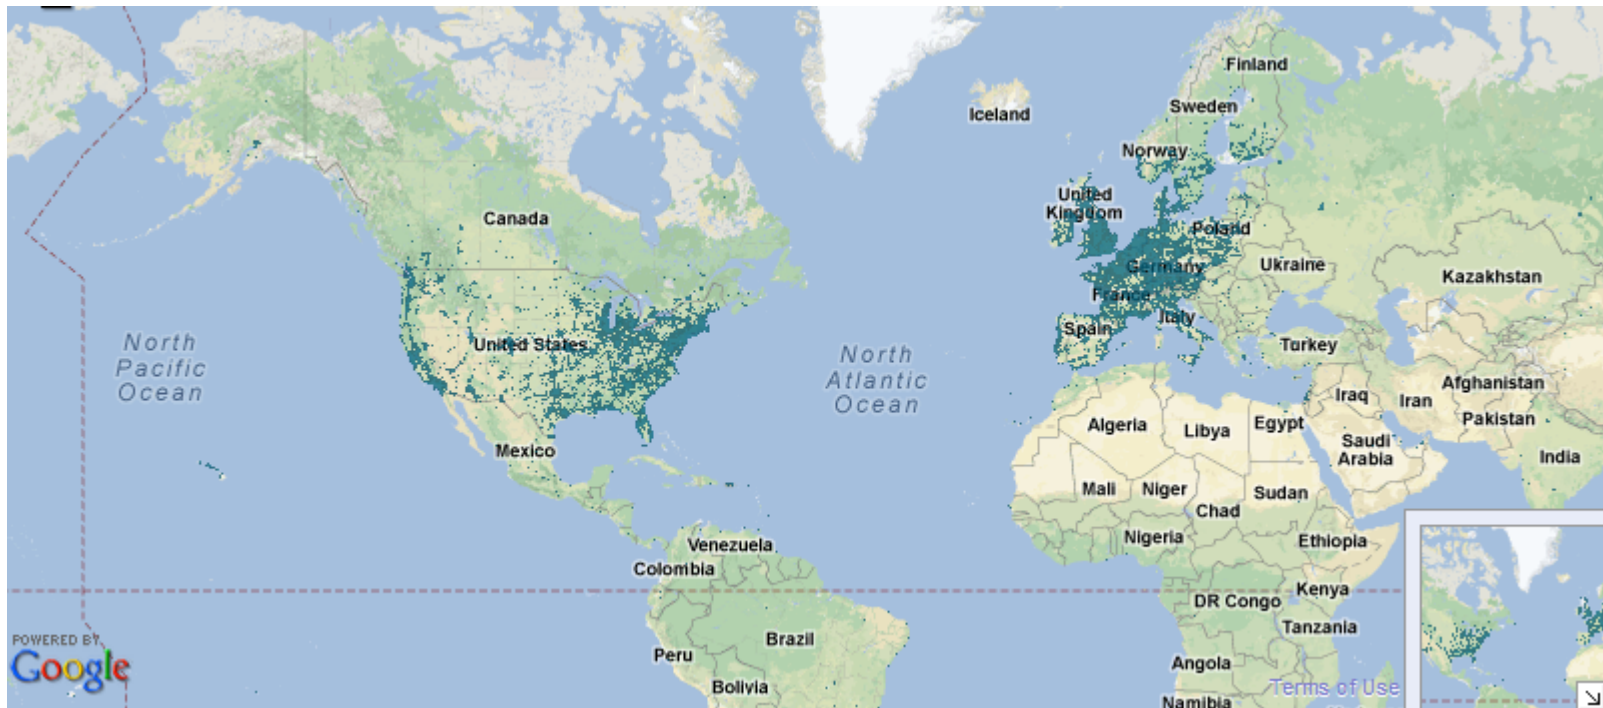 Finland
Sweden
Iceland
Norway
United
Kingdom
Canada
Poland
Germany
Ukraine
Kazakhstan
France
Italy
Spain
North
Pacific
Ocean
United States
North
Atlantic
Ocean
Turkey
Afghanistan
Iraq
Iran
Pakistan
Algeria
Libya
Egypt
Saudi
Arabia
India
Mexico
Mali
Niger
Sudan
Chad
Nigeria
Ethiopia
Venezuela
Colombia
Kenya
DR Congo
Tanzania
Brazil
Peru
Angola
Bolivia
Namibia
POWERED BY
Google
Terms of Use